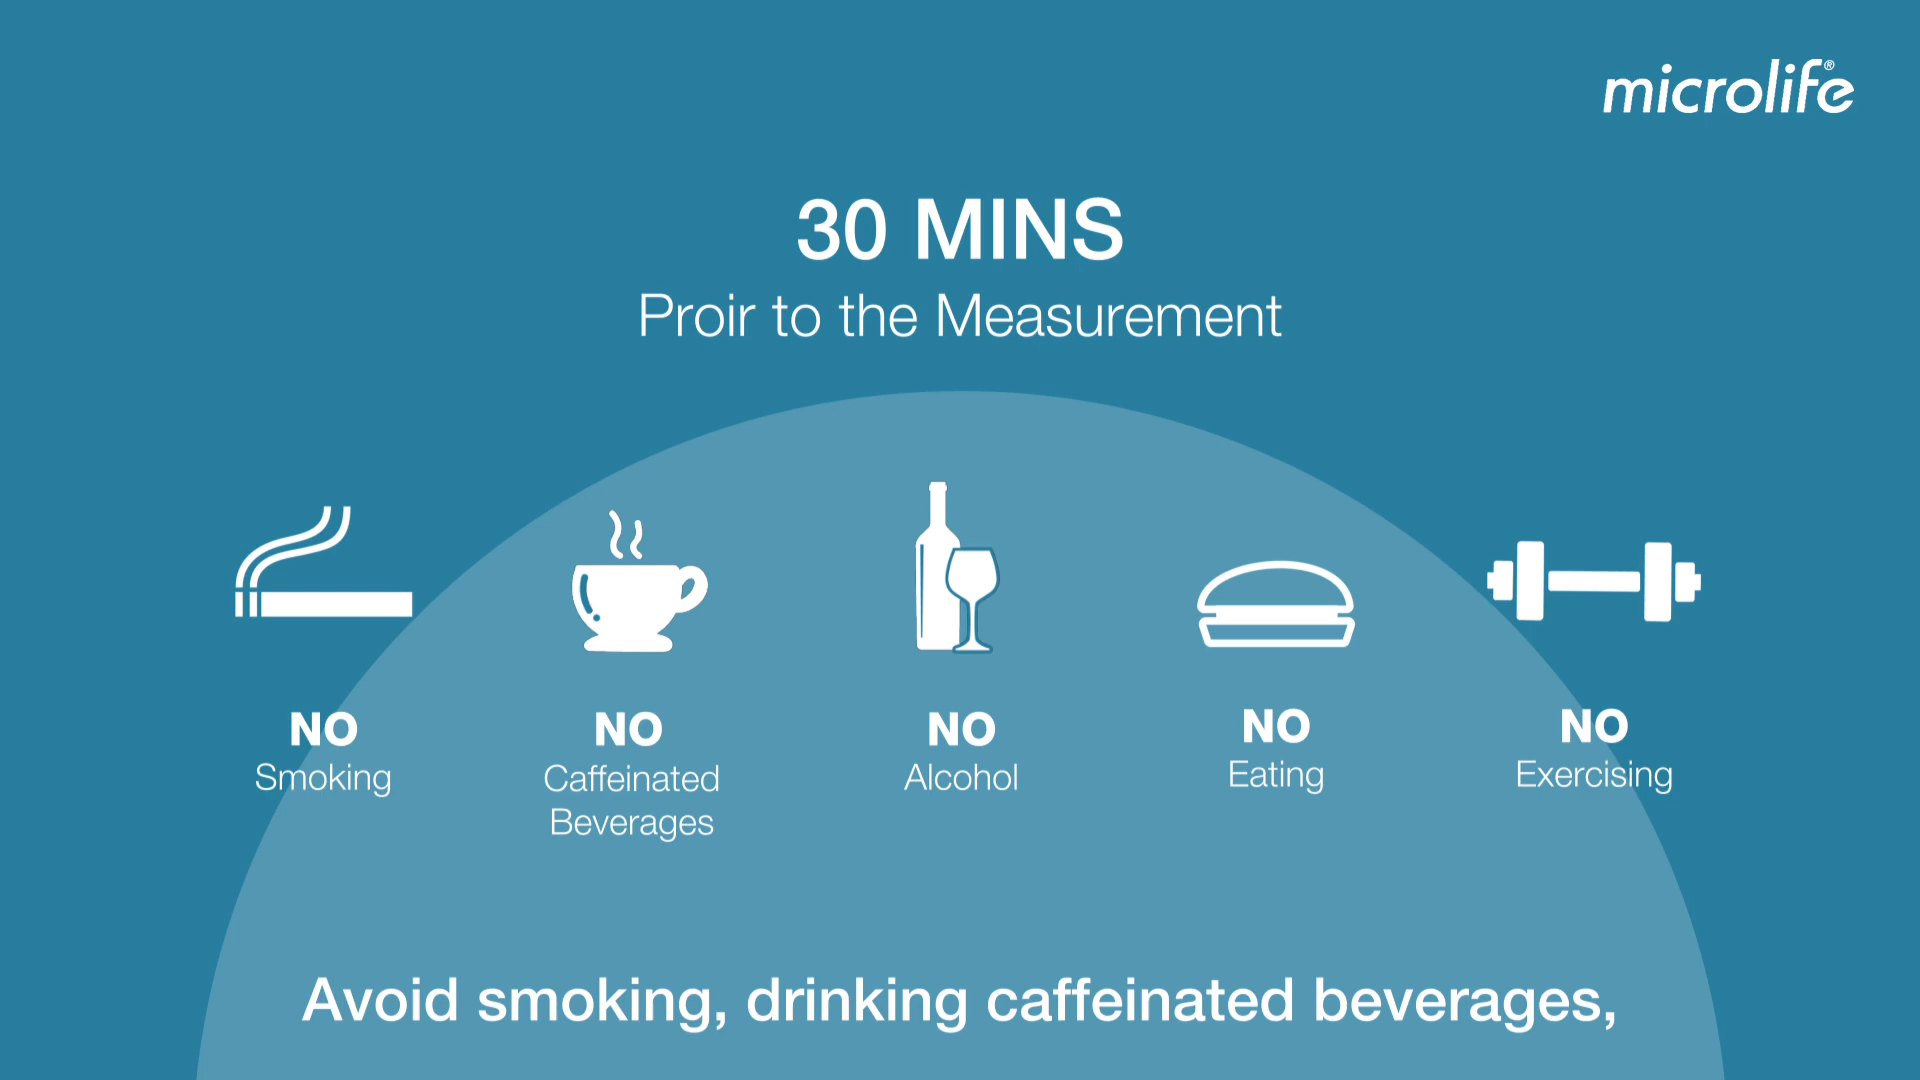 microlife®
30 MINS
Proir to the Measurement
NO
Smoking
NO
Caffeinated
Beverages
NO
Alcohol
NO
Eating
NO
Exercising
Avoid smoking, drinking caffeinated beverages,